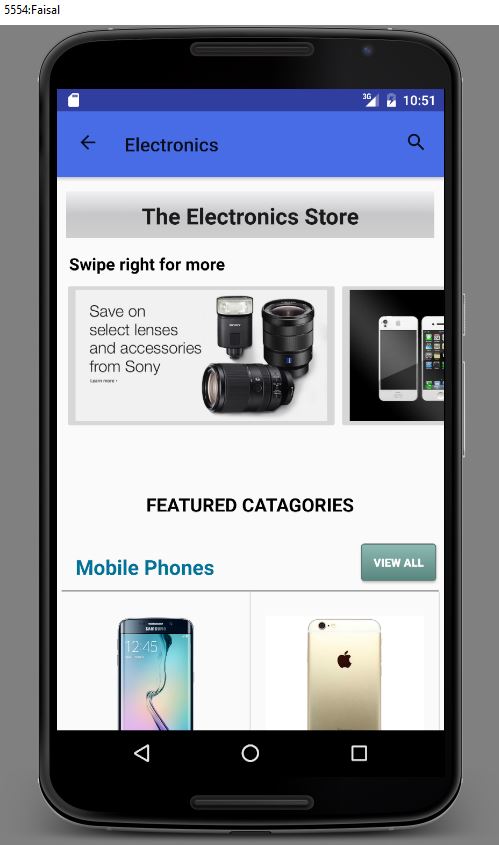 5554:Faisal
3G 10:51
Electronics
The Electronics Store
Swipe right for more
Save on
select lenses
and accessories
from Sony
Learn more ›
SONY
FEATURED CATAGORIES
Mobile Phones
VIEW ALL
SAMSUNG
12:45